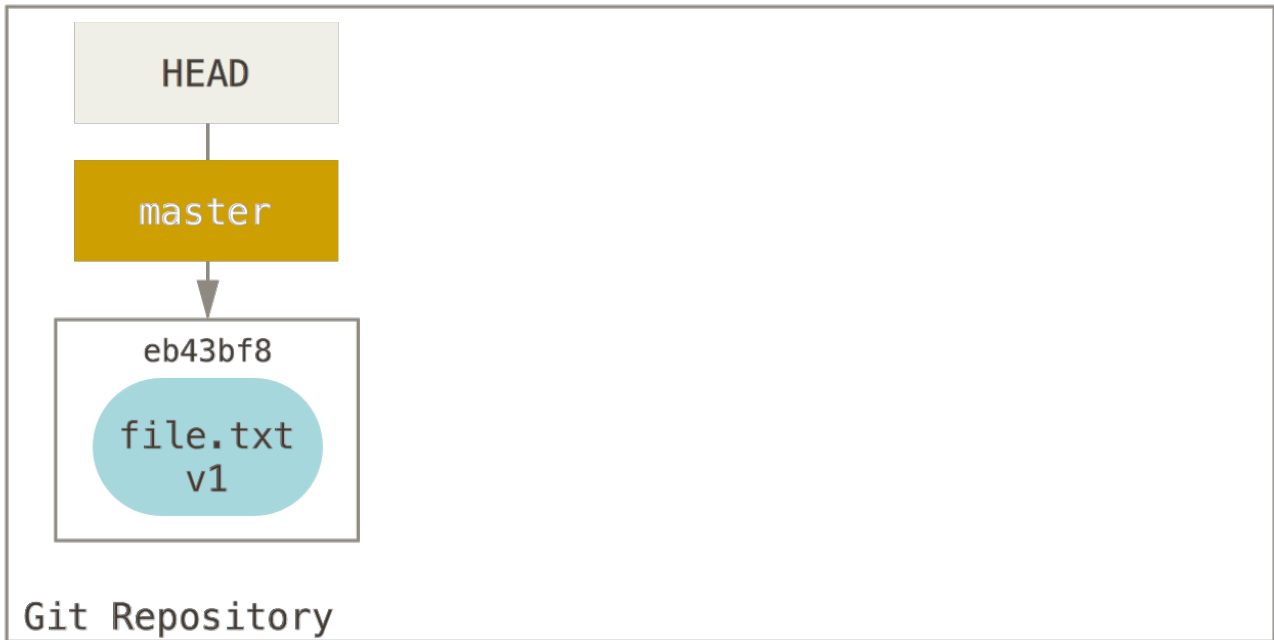 HEAD
master
eb43bf8
file.txt
v1
Git Repository